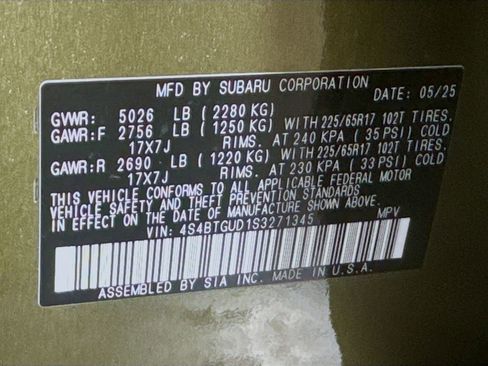 MFD BY SUBARU CORPORATION DATE: 05/25
GVWR: 5026 LB (2280 KG)
GAWR:F 2756 LB (1250 KG) WITH 225/65R17 102T TIRES.
17X7J RIMS. AT 240 KPA (35 PSI) COLD
GAWR:R 2690 LB (1220 KG) WITH 225/65R17 102T TIRES.
17X7J RIMS. AT 230 KPA (33 PSI) COLD
THIS VEHICLE CONFORMS TO ALL APPLICABLE FEDERAL MOTOR
VEHICLE SAFETY AND THEFT PREVENTION STANDARDS
IN EFFECT ON THE DATE OF MANUFACTURE SHOWN ABOVE.
VIN: 4S4BTGUD1S3271345 MPV
ASSEMBLED BY SIA INC. MADE IN U.S.A.